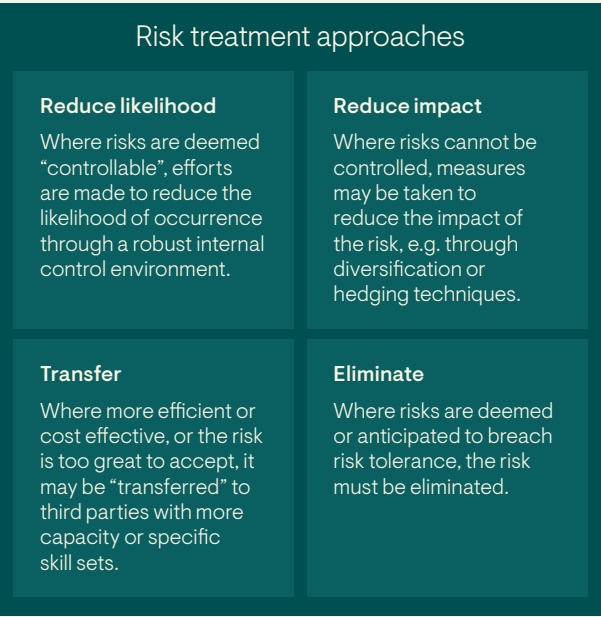 Risk treatment approaches
Reduce likelihood
Where risks are deemed
“controllable”, efforts
are made to reduce the
likelihood of occurrence
through a robust internal
control environment.
Reduce impact
Where risks cannot be
controlled, measures
may be taken to
reduce the impact of
the risk, e.g. through
diversification or
hedging techniques.
Transfer
Where more efficient or
cost effective, or the risk
is too great to accept, it
may be “transferred” to
third parties with more
capacity or specific
skill sets.
Eliminate
Where risks are deemed
or anticipated to breach
risk tolerance, the risk
must be eliminated.